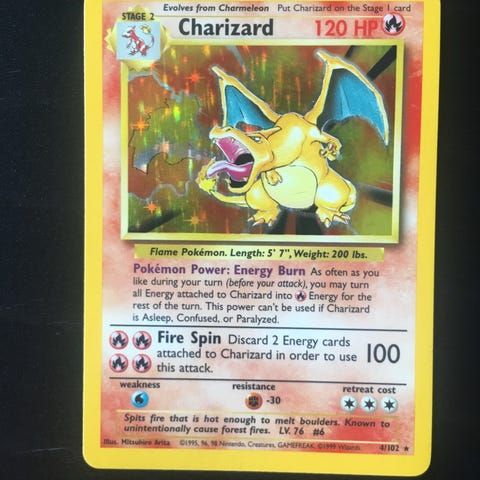 STAGE 2
Evolves from Charmeleon Put Charizard on the Stage 1 card
Charizard 120 HP
Flame Pokémon. Length: 5' 7", Weight: 200 lbs.
Pokémon Power: Energy Burn As often as you
like during your turn (before your attack), you may turn
all Energy attached to Charizard into Energy for the
rest of the turn. This power can't be used if Charizard
is Asleep, Confused, or Paralyzed.
Fire Spin Discard 2 Energy cards
attached to Charizard in order to use 100
this attack.
weakness resistance retreat cost
-30
Spits fire that is hot enough to melt boulders. Known to
unintentionally cause forest fires. LV. 76 #6
Illus. Mitsuhiro Arita ©1995, 96, 98 Nintendo, Creatures, GAMEFREAK. ©1999 Wizards. 4/102 ★